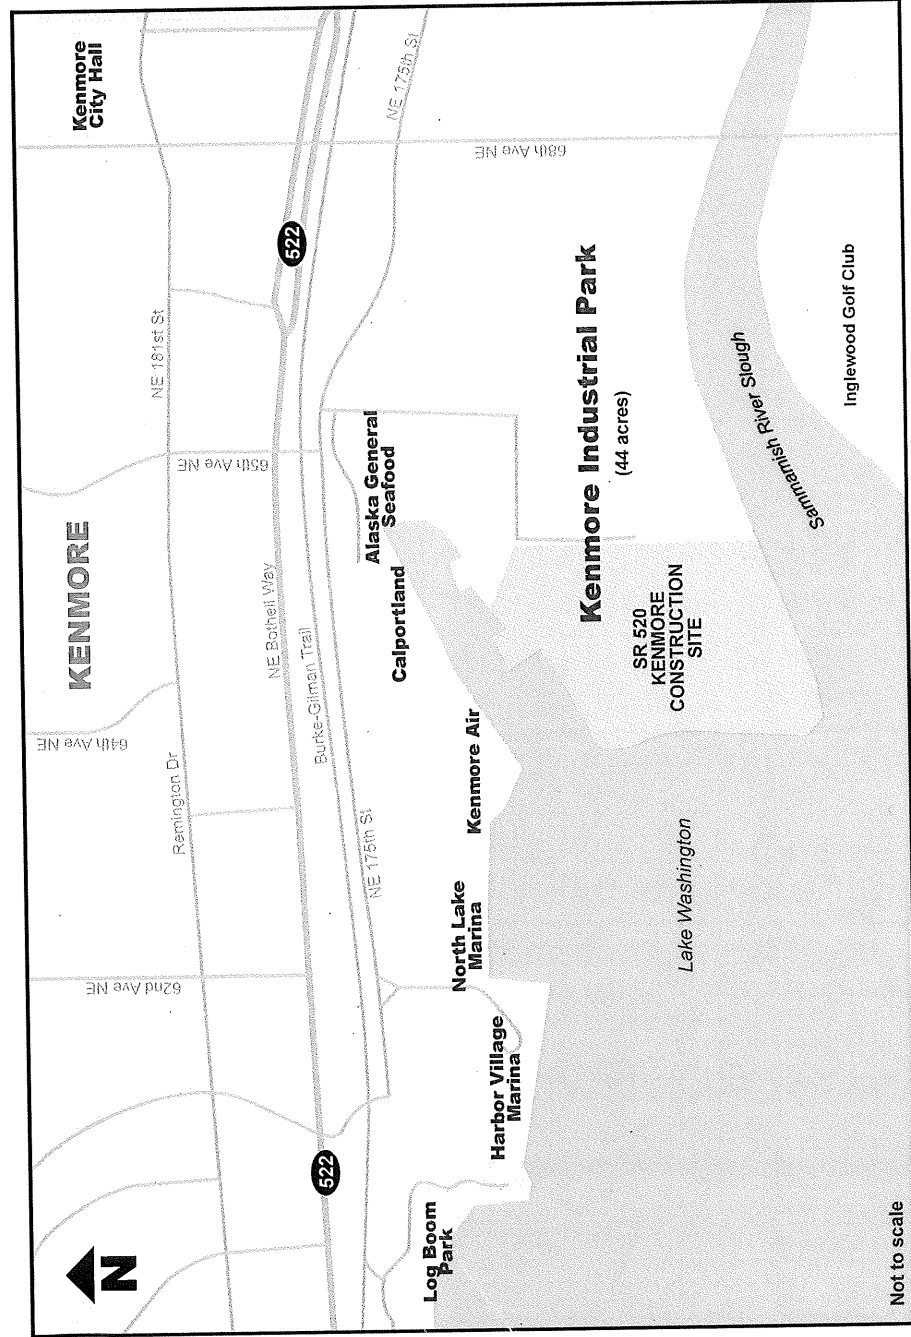 N
KENMORE
Kenmore
City Hall
64th Ave NE
62nd Ave NE
65th Ave NE
68th Ave NE
Remington Dr
NE 181st St
522
522
NE Bothell Way
Burke-Gilman Trail
NE 175th St
NE 175th St
Log Boom
Park
Harbor Village
Marina
North Lake
Marina
Kenmore Air
Calportland
Alaska General
Seafood
Kenmore Industrial Park
(44 acres)
SR 520
KENMORE
CONSTRUCTION
SITE
Lake Washington
Sammamish River Slough
Inglewood Golf Club
Not to scale